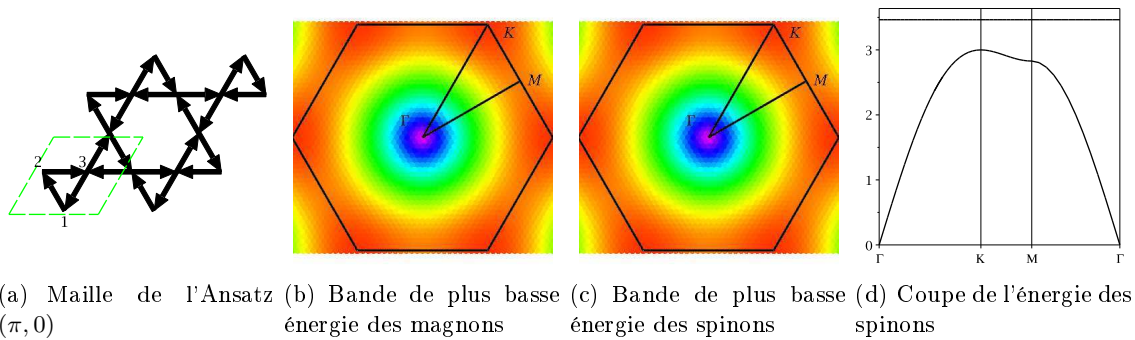 2
3
1
K
M
Γ
K
M
Γ
3
2
1
0
Γ
K
M
Γ
(a) Maille de l'Ansatz
(π, 0)
(b) Bande de plus basse
énergie des magnons
(c) Bande de plus basse
énergie des spinons
(d) Coupe de l'énergie des
spinons